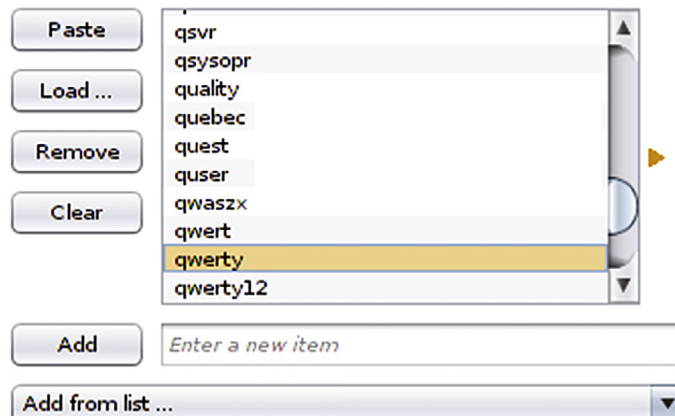 Paste
Load ...
Remove
Clear
qsvr
qsysopr
quality
quebec
quest
quser
qwaszx
qwert
qwerty
qwerty12
Add
Enter a new item
Add from list ...